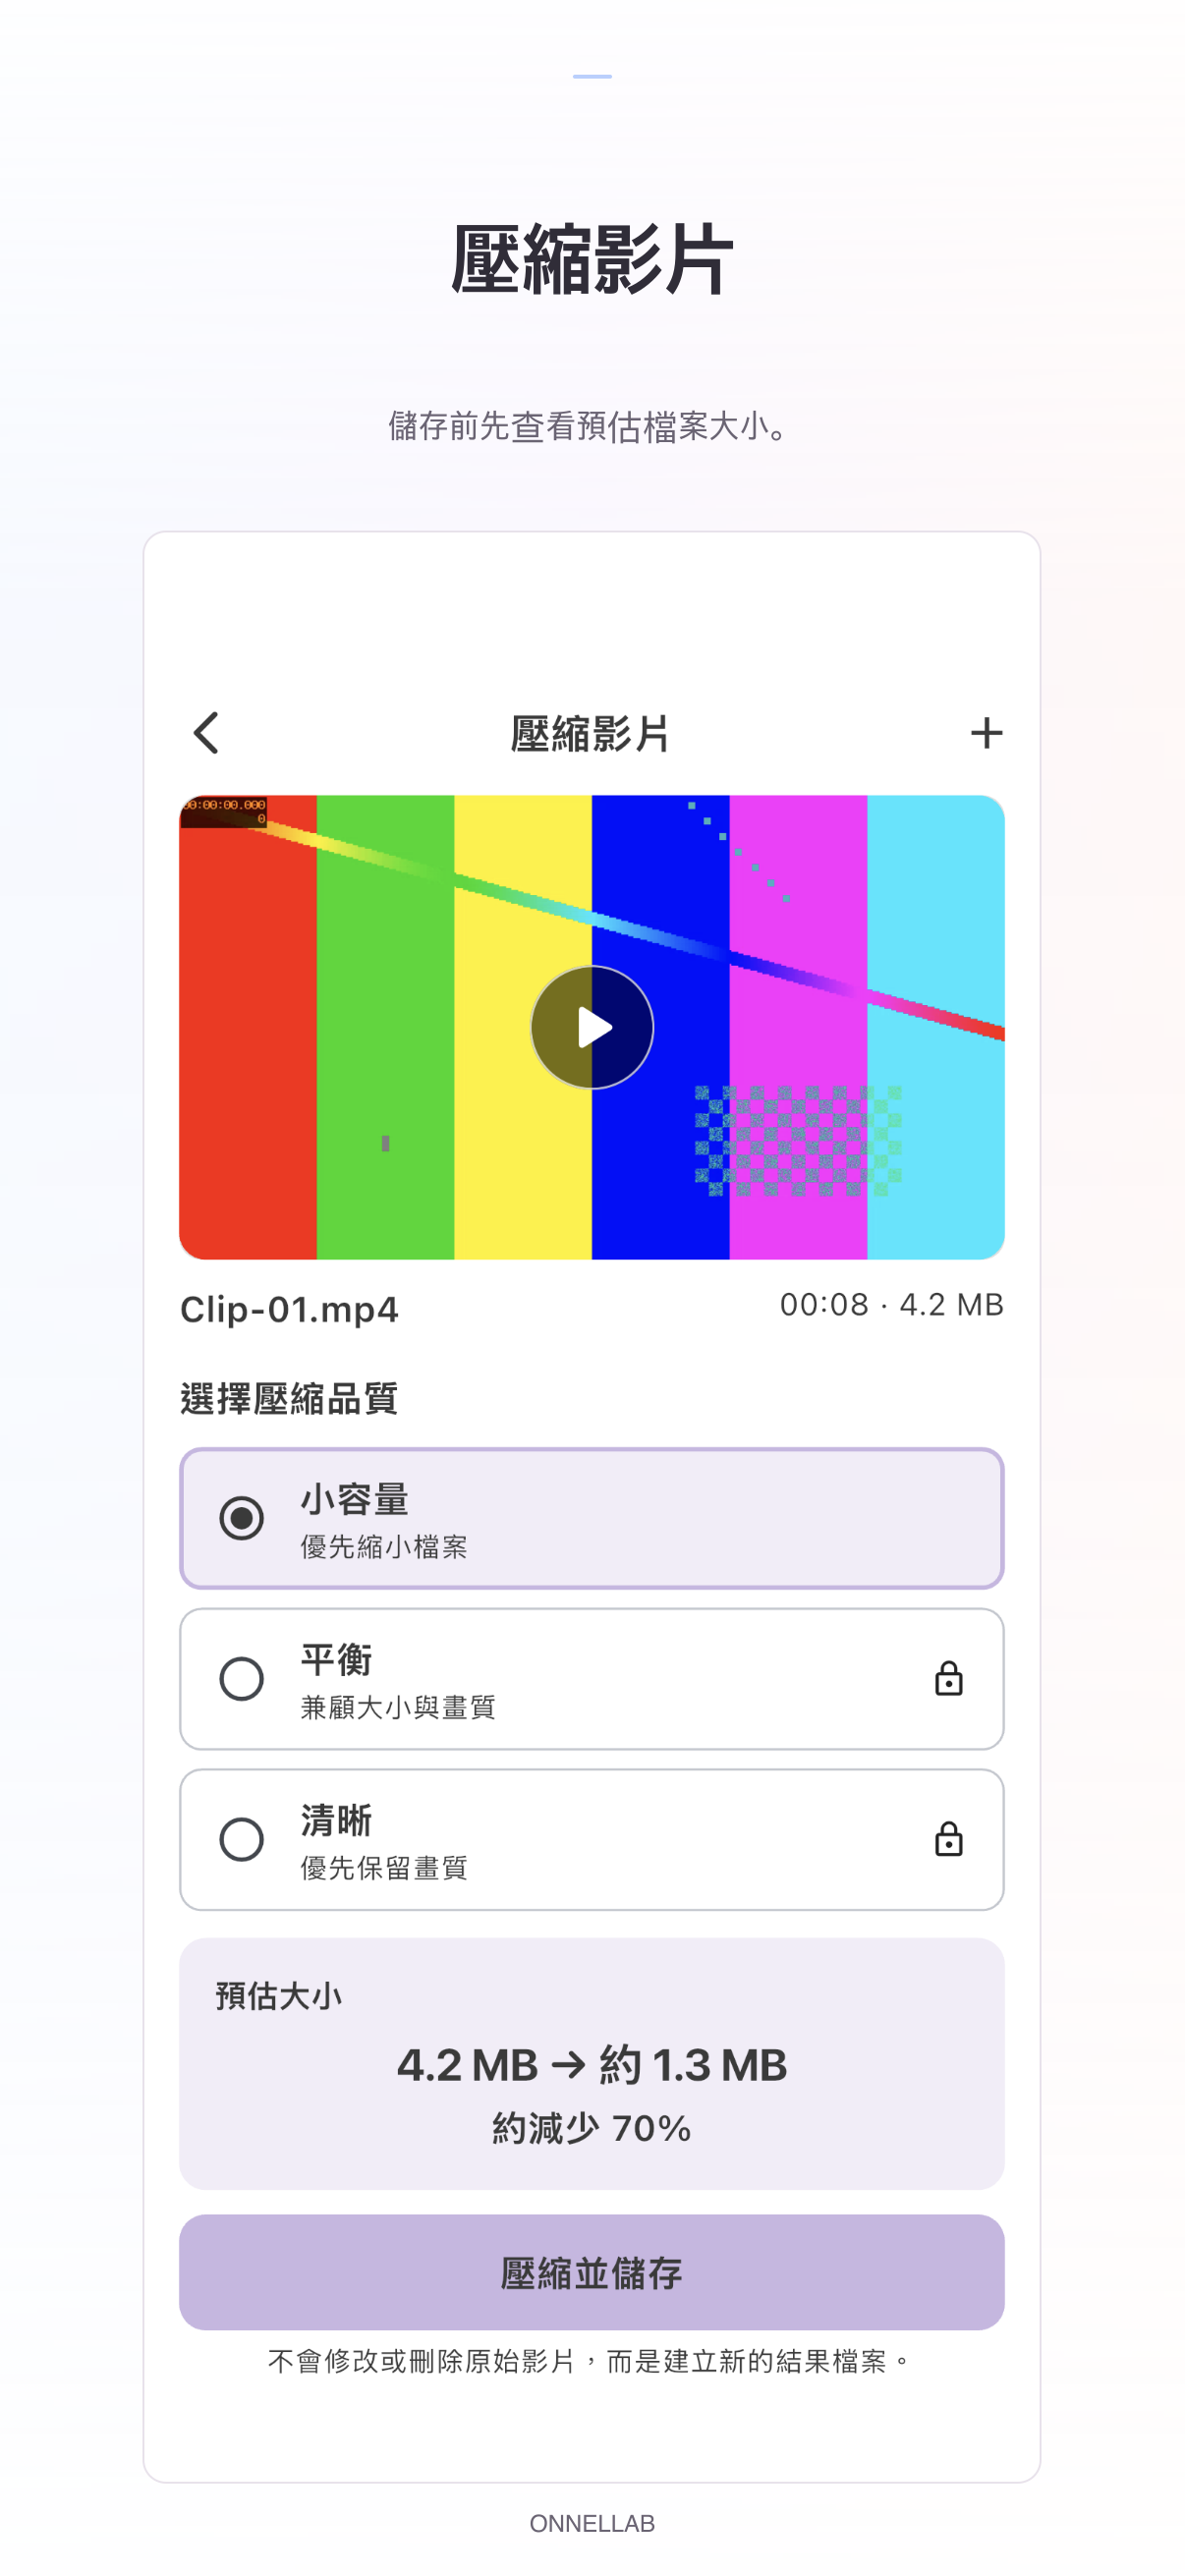 壓縮影片
儲存前先查看預估檔案大小。
壓縮影片
00:00:00.000
0
Clip-01.mp4
00:08 · 4.2 MB
選擇壓縮品質
小容量
優先縮小檔案
平衡
兼顧大小與畫質
清晰
優先保留畫質
預估大小
4.2 MB → 約 1.3 MB
約減少 70%
壓縮並儲存
不會修改或刪除原始影片，而是建立新的結果檔案。
ONNELLAB